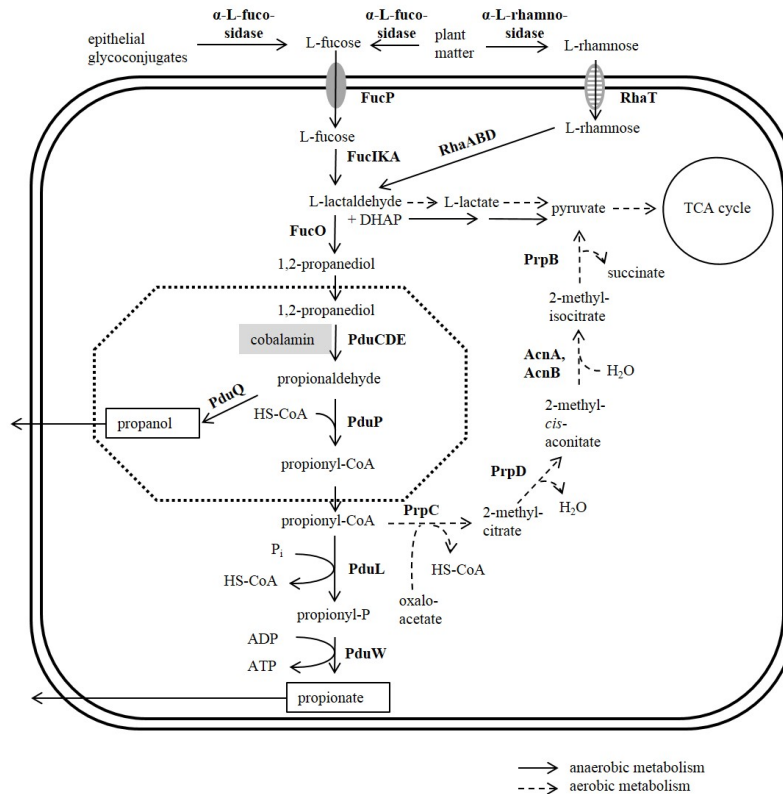 α-L-fuco-
sidase
α-L-fuco-
sidase
α-L-rhamno-
sidase
epithelial
glycoconjugates
L-fucose
plant
matter
L-rhamnose
FucP
RhaT
L-fucose
L-rhamnose
FucIKA
RhaABD
L-lactaldehyde
+ DHAP
L-lactate
pyruvate
TCA cycle
FucO
1,2-propanediol
PrpB
succinate
1,2-propanediol
2-methyl-
isocitrate
cobalamin
PduCDE
AcnA,
AcnB
H₂O
propionaldehyde
PduQ
HS-CoA
PduP
propanol
2-methyl-
cis-
aconitate
propionyl-CoA
PrpD
H₂O
propionyl-CoA
PrpC
2-methyl-
citrate
Pi
HS-CoA
PduL
HS-CoA
oxalo-
acetate
propionyl-P
ADP
PduW
ATP
propionate
anaerobic metabolism
aerobic metabolism